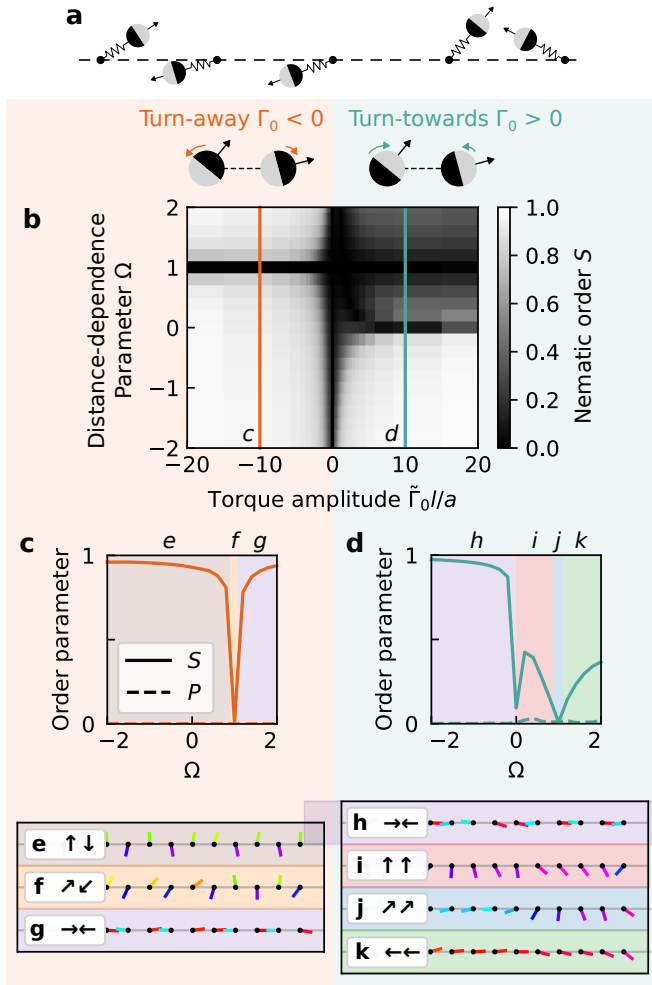 a
Turn-away Γ₀ < 0
Turn-towards Γ₀ > 0
b
Distance-dependence
Parameter Ω
2
1
0
−1
−2
−20
−10
0
10
20
c
d
Torque amplitude Γ̃₀l/a
1.0
0.8
0.6
0.4
0.2
0.0
Nematic order S
c
e
f
g
Order parameter
1
0
S
P
−2
0
2
Ω
d
h
i
j
k
Order parameter
1
0
−2
0
2
Ω
e ↑↓
f ↗↙
g →←
h →←
i ↑↑
j ↗↗
k ←←